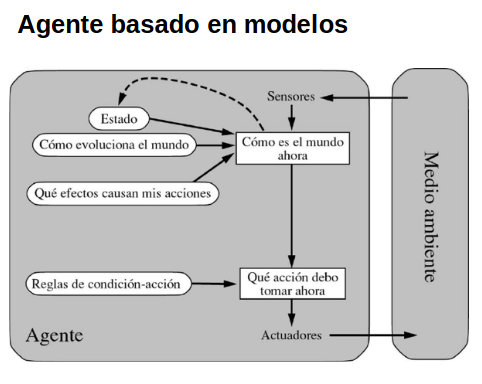 Agente basado en modelos
Sensores
Estado
Cómo evoluciona el mundo
Cómo es el mundo
ahora
Qué efectos causan mis acciones
Medio ambiente
Reglas de condición-acción
Qué acción debo
tomar ahora
Agente
Actuadores